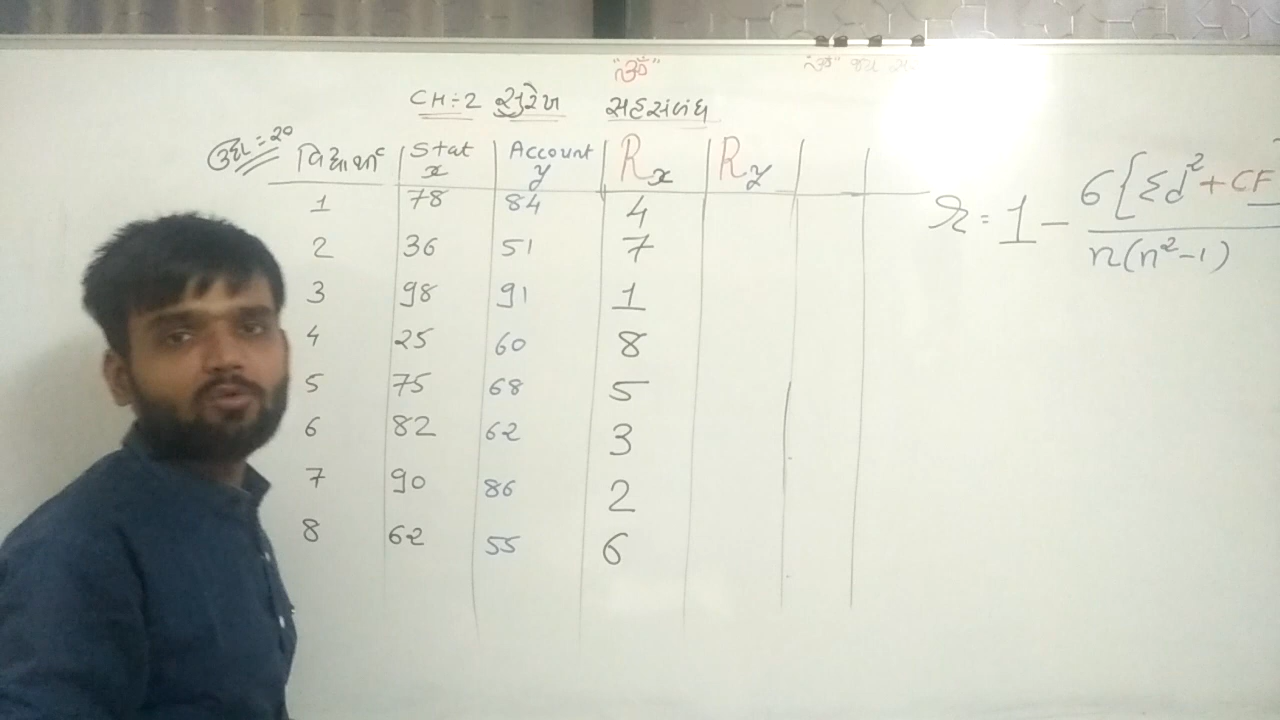 "ૐ"
"ૐ" જય
CH:-2 સુરેખ સહસંબંધ
ઉદા.=20
વિદ્યાર્થી Stat x Account y Rx Ry
1 78 84 4
2 36 51 7
3 98 91 1
4 25 60 8
5 75 68 5
6 82 62 3
7 90 86 2
8 62 55 6
r = 1 - 6{Σd²+CF
n(n²-1)